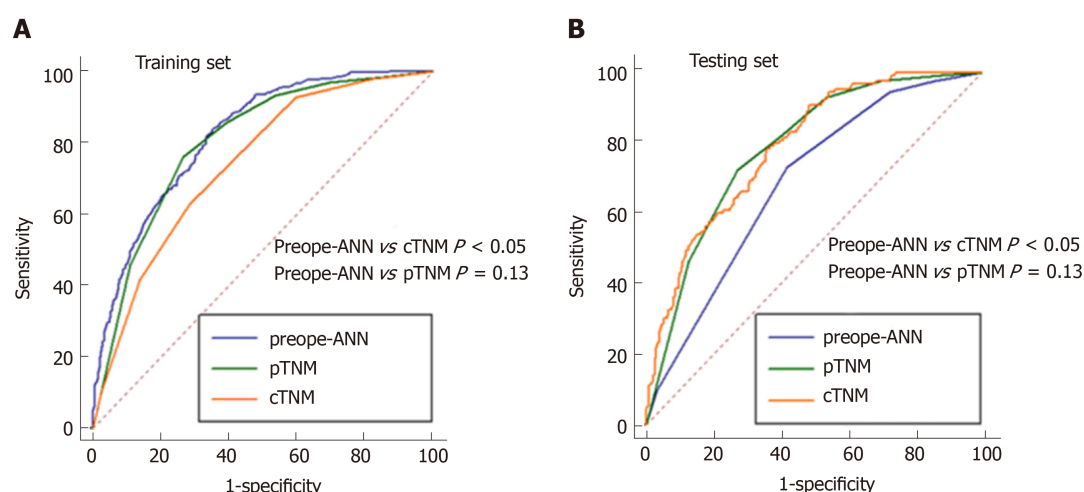 A
Training set
100
80
60
40
20
0
Sensitivity
Preope-ANN vs cTNM P < 0.05
Preope-ANN vs pTNM P = 0.13
preope-ANN
pTNM
cTNM
0 20 40 60 80 100
1-specificity
B
Testing set
100
80
60
40
20
0
Sensitivity
Preope-ANN vs cTNM P < 0.05
Preope-ANN vs pTNM P = 0.13
preope-ANN
pTNM
cTNM
0 20 40 60 80 100
1-specificity